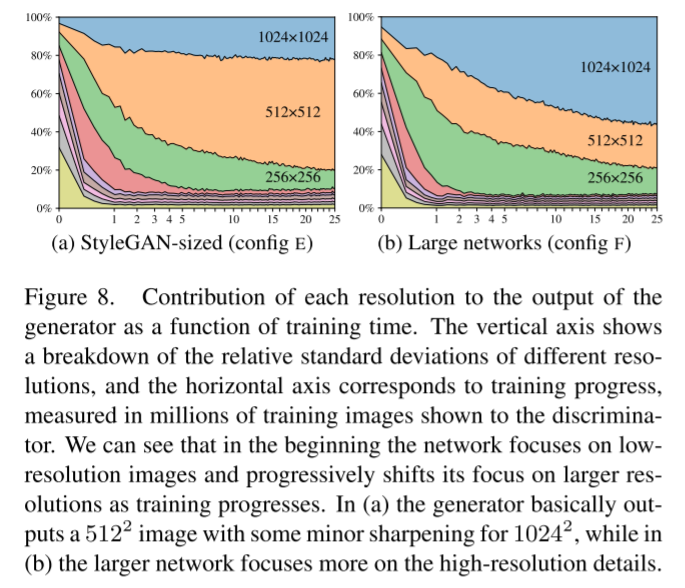 100%
80%
60%
40%
20%
0%
1024×1024
512×512
256×256
0 1 2 3 4 5 10 15 20 25
(a) StyleGAN-sized (config E)
100%
80%
60%
40%
20%
0%
1024×1024
512×512
256×256
0 1 2 3 4 5 10 15 20 25
(b) Large networks (config F)
Figure 8. Contribution of each resolution to the output of the
generator as a function of training time. The vertical axis shows
a breakdown of the relative standard deviations of different reso-
lutions, and the horizontal axis corresponds to training progress,
measured in millions of training images shown to the discrimina-
tor. We can see that in the beginning the network focuses on low-
resolution images and progressively shifts its focus on larger res-
olutions as training progresses. In (a) the generator basically out-
puts a 512² image with some minor sharpening for 1024², while in
(b) the larger network focuses more on the high-resolution details.